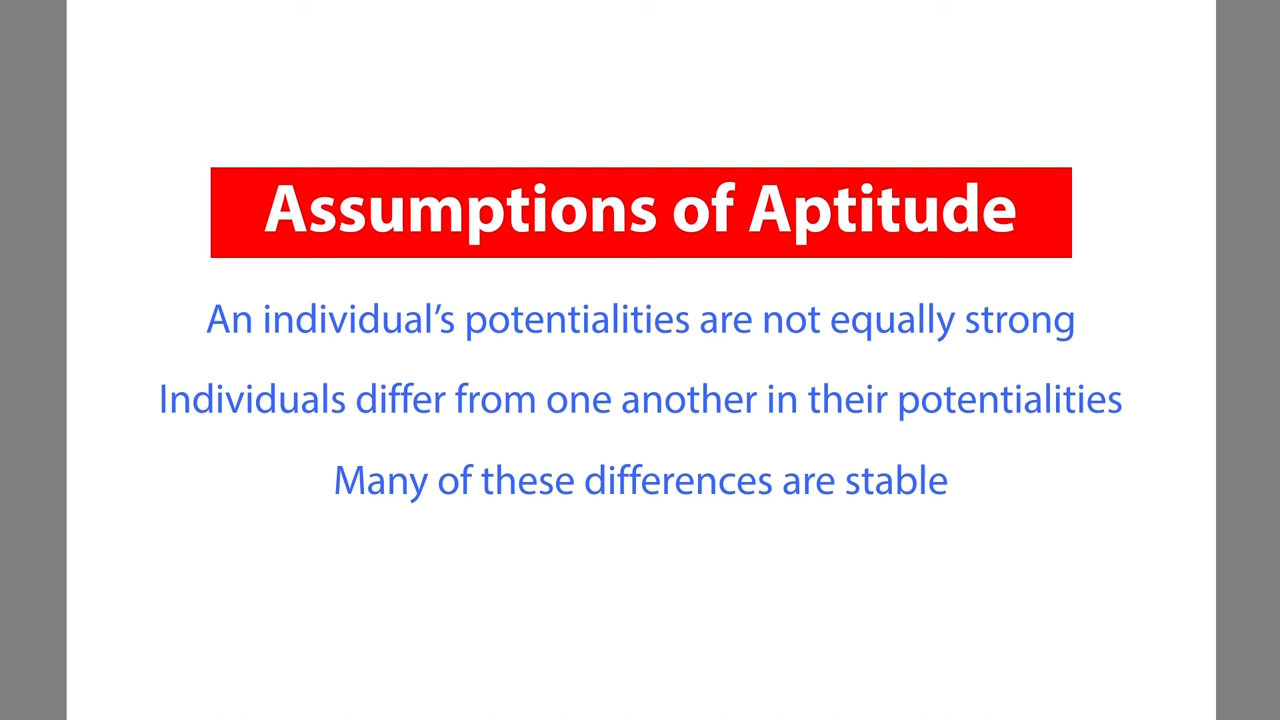 Assumptions of Aptitude
An individual’s potentialities are not equally strong
Individuals differ from one another in their potentialities
Many of these differences are stable